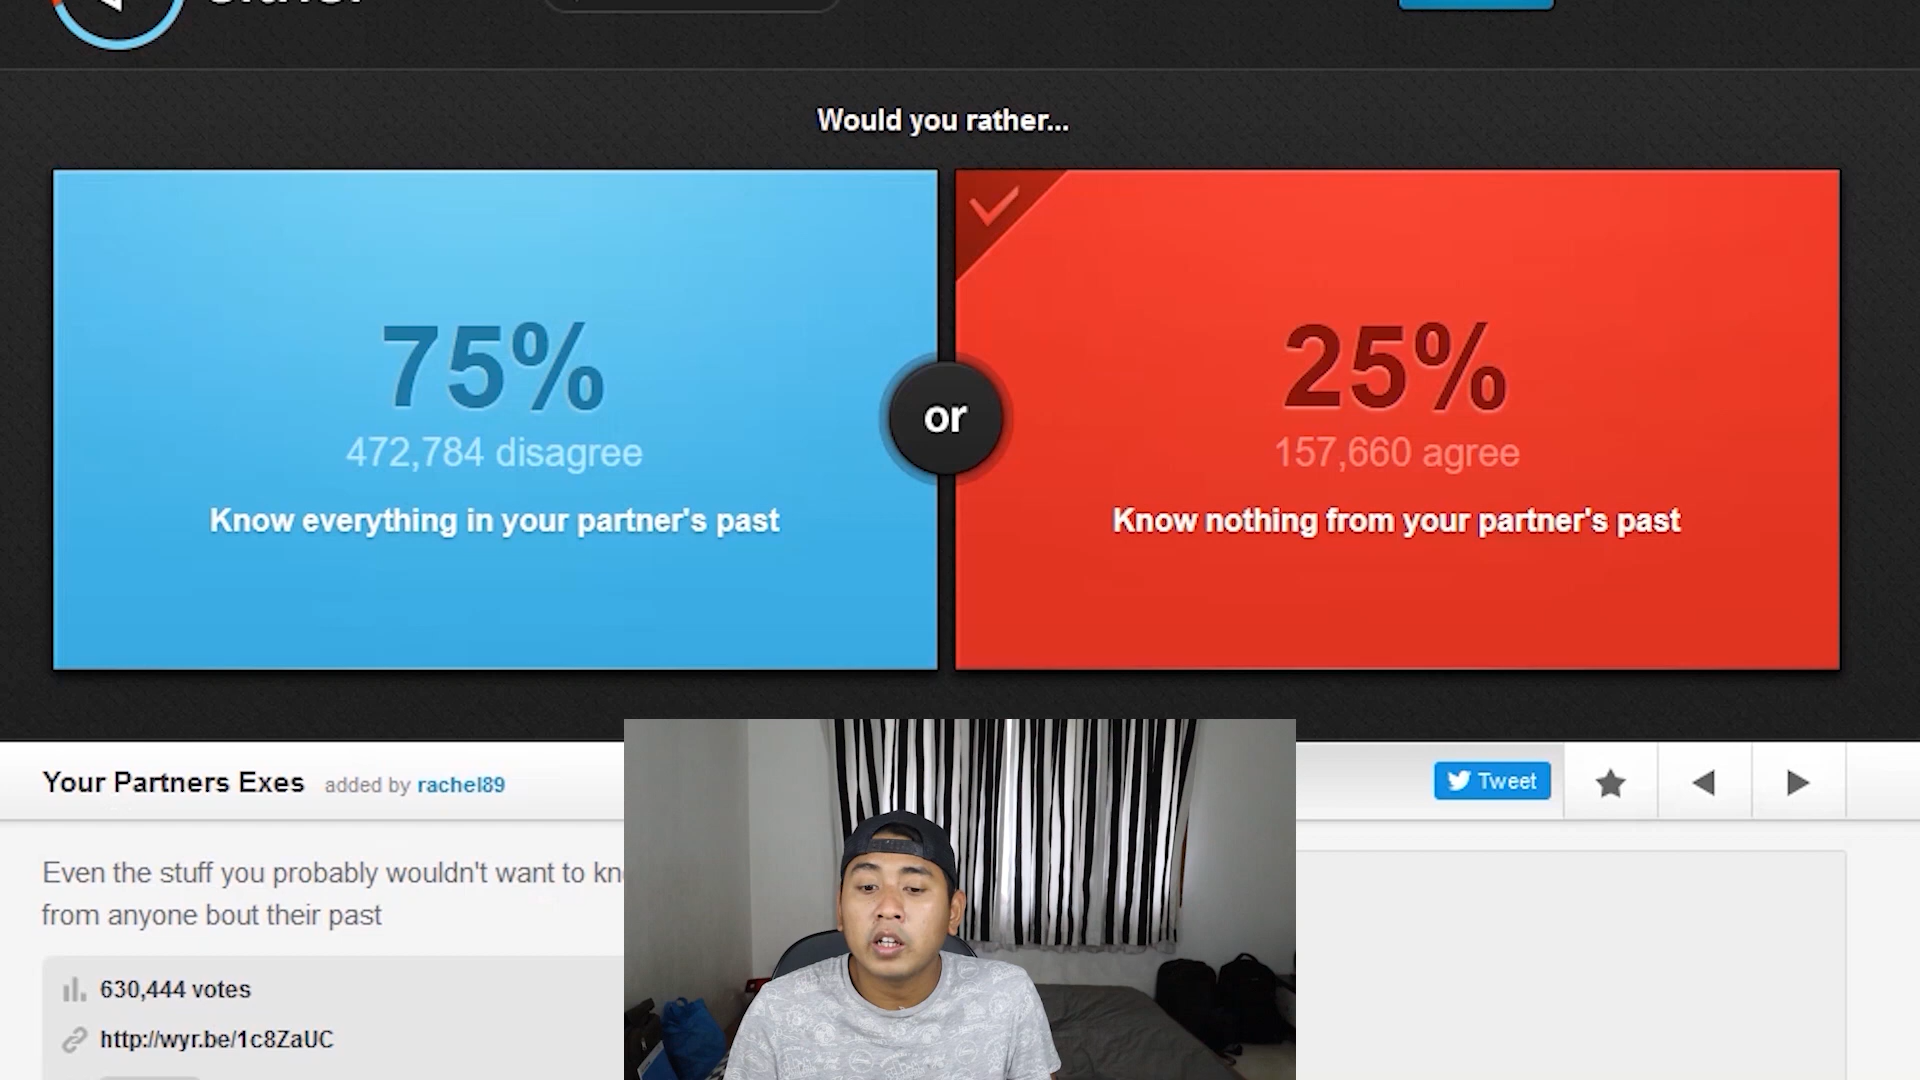 Would you rather...
75%
472,784 disagree
Know everything in your partner's past
or
25%
157,660 agree
Know nothing from your partner's past
Your Partners Exes added by rachel89
Tweet
Even the stuff you probably wouldn't want to
from anyone bout their past
630,444 votes
http://wyr.be/1c8ZaUC